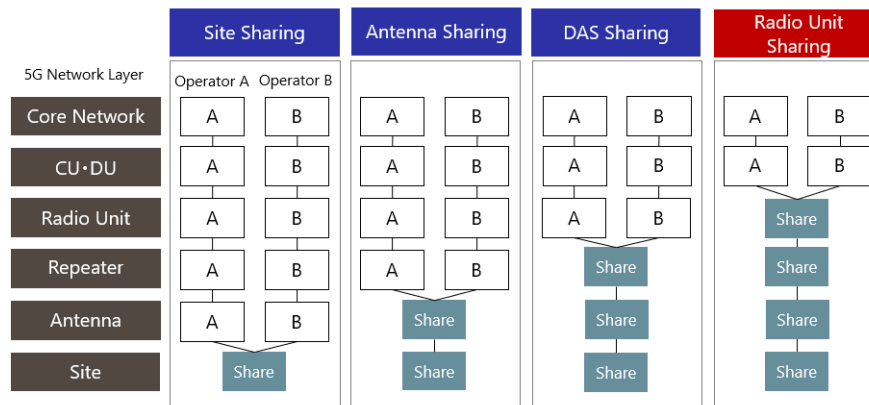 Site Sharing
Antenna Sharing
DAS Sharing
Radio Unit
Sharing
5G Network Layer
Operator A
Operator B
Core Network
A
B
A
B
A
B
A
B
CU・DU
A
B
A
B
A
B
A
B
Radio Unit
A
B
A
B
A
B
Share
Repeater
A
B
A
B
Share
Share
Antenna
A
B
Share
Share
Share
Site
Share
Share
Share
Share